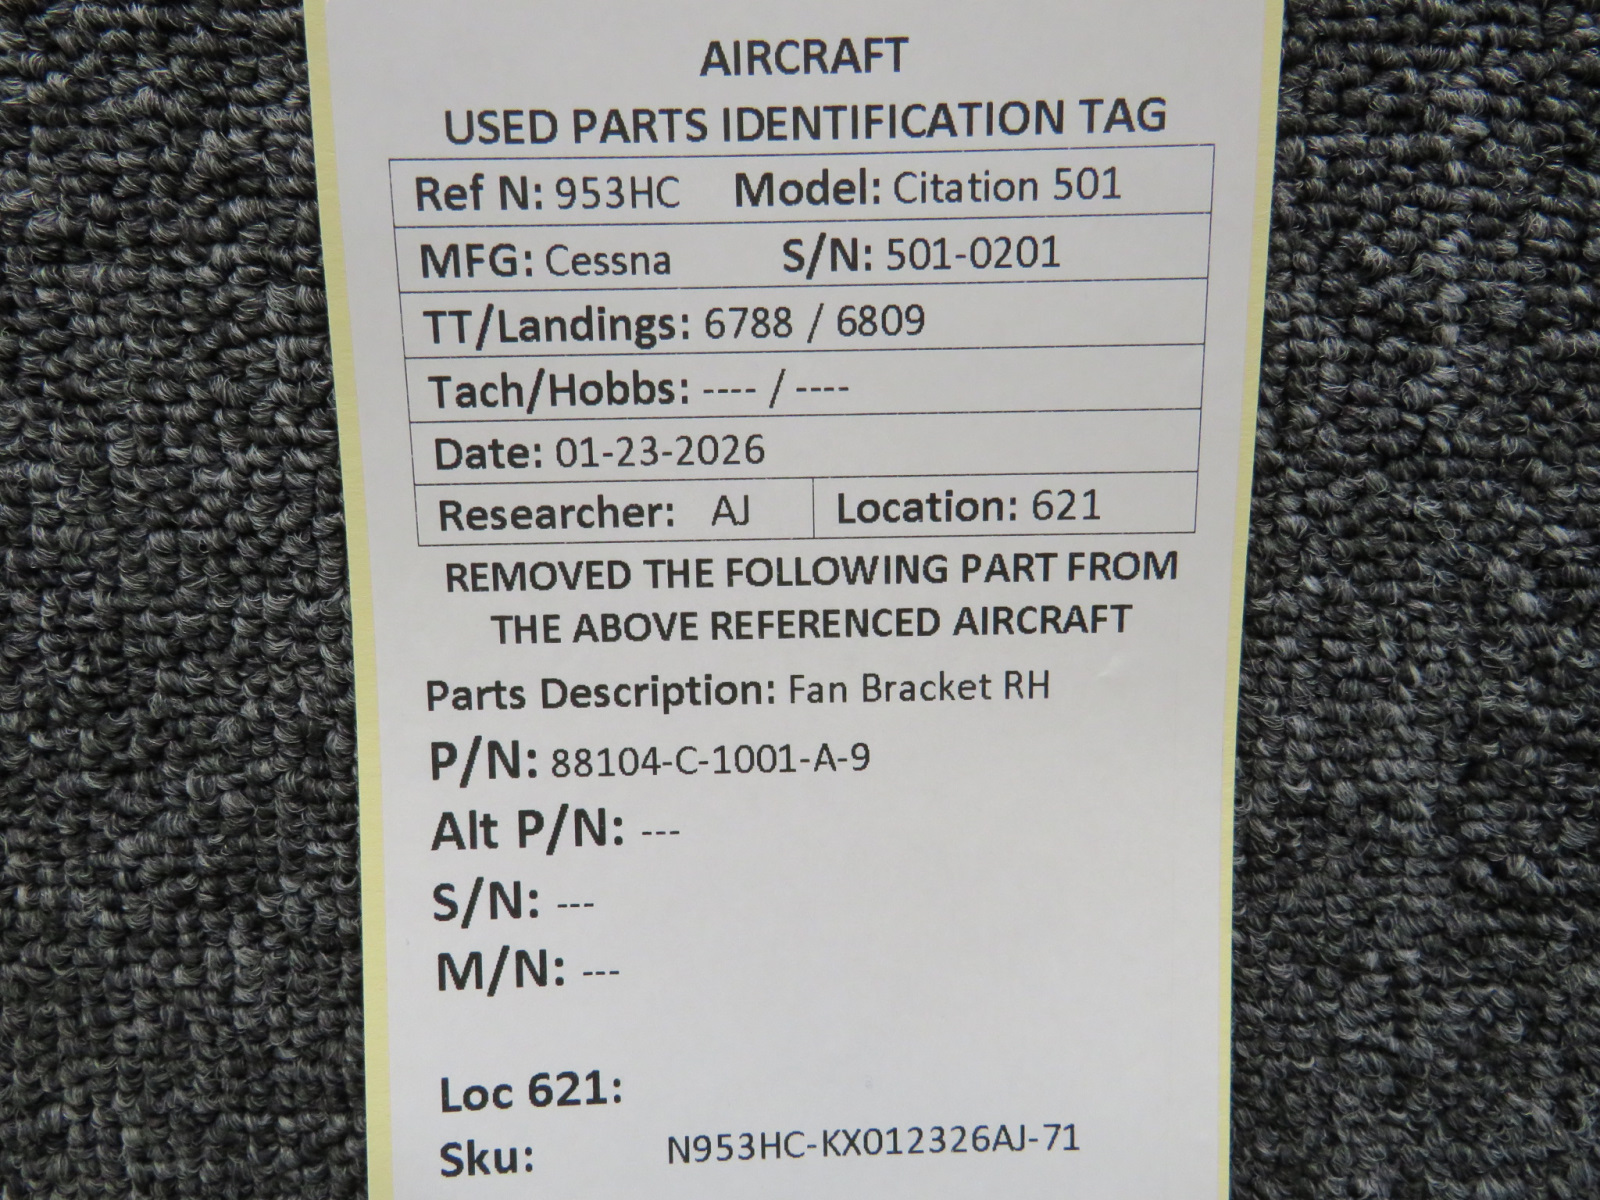 AIRCRAFT
USED PARTS IDENTIFICATION TAG
Ref N: 953HC Model: Citation 501
MFG: Cessna S/N: 501-0201
TT/Landings: 6788 / 6809
Tach/Hobbs: ---- / ----
Date: 01-23-2026
Researcher: AJ Location: 621
REMOVED THE FOLLOWING PART FROM
THE ABOVE REFERENCED AIRCRAFT
Parts Description: Fan Bracket RH
P/N: 88104-C-1001-A-9
Alt P/N: ---
S/N: ---
M/N: ---
Loc 621:
Sku: N953HC-KX012326AJ-71